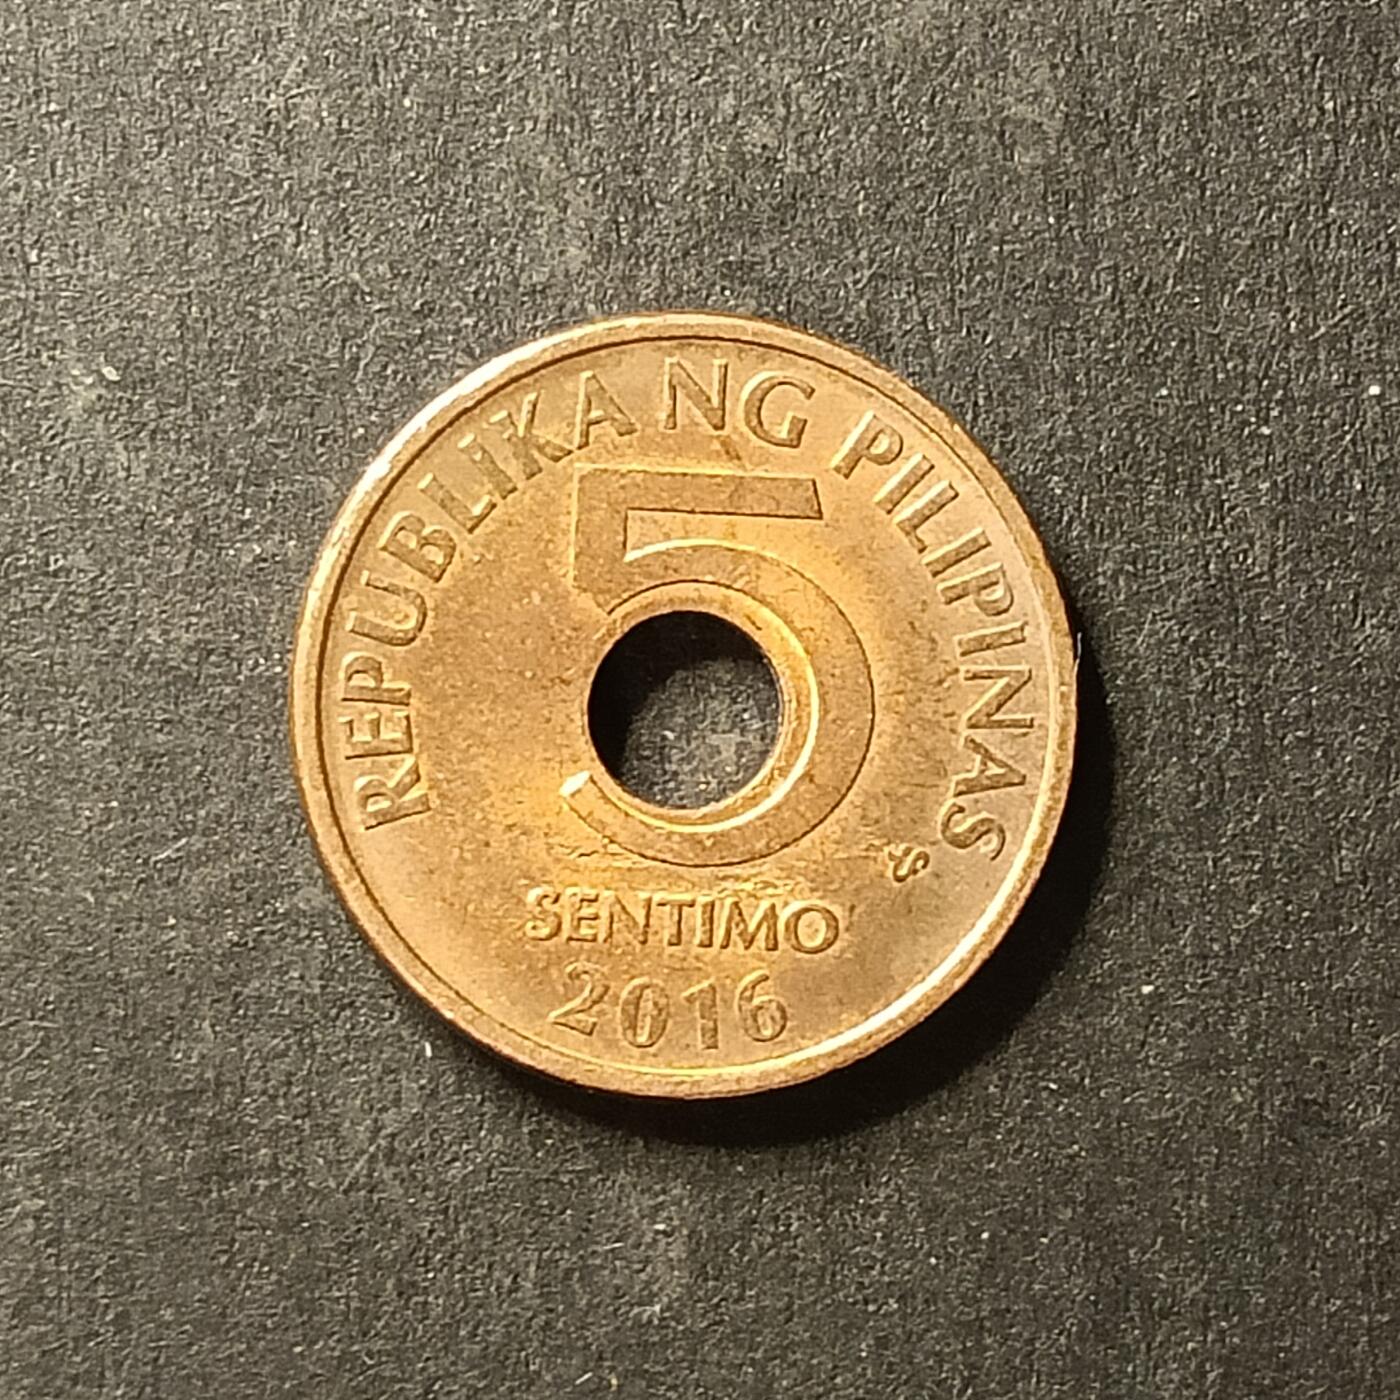 REPUBLIKA NG PILIPINAS
5
S
SENTIMO
2016